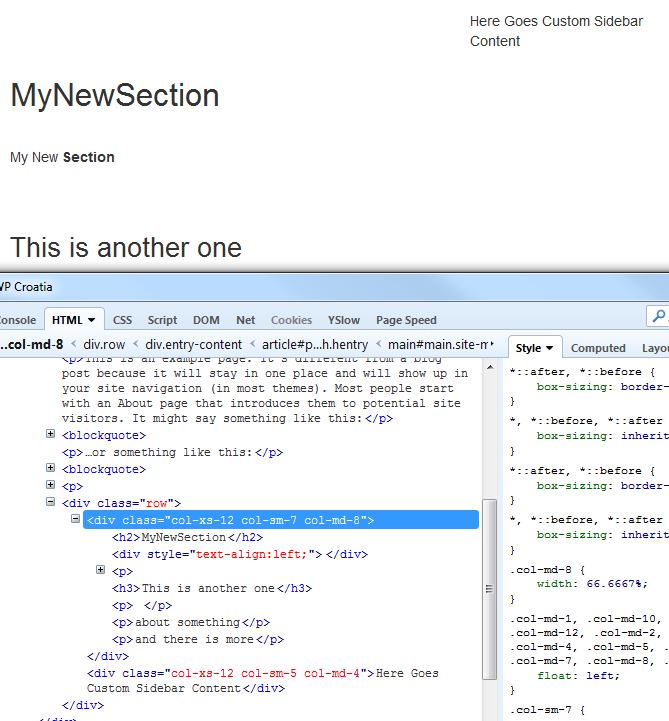 Here Goes Custom Sidebar
Content
MyNewSection
My New Section
This is another one
WP Croatia
Console HTML CSS Script DOM Net Cookies YSlow Page Speed
...col-md-8 < div.row < div.entry-content < article#p...h.hentry < main#main.site-m
<p>This is an example page. It's different from a blog
post because it will stay in one place and will show up in
your site navigation (in most themes). Most people start
with an About page that introduces them to potential site
visitors. It might say something like this:</p>
<blockquote>
<p>…or something like this:</p>
<blockquote>
<p>
<div class="row">
<div class="col-xs-12 col-sm-7 col-md-8">
<h2>MyNewSection</h2>
<div style="text-align:left;"> </div>
<p>
<h3>This is another one</h3>
<p> </p>
<p>about something</p>
<p>and there is more</p>
</div>
<div class="col-xs-12 col-sm-5 col-md-4">Here Goes
Custom Sidebar Content</div>
</div>
</div>
Style Computed Layou
*::after, *::before {
box-sizing: border-
}
*, *::before, *::after
box-sizing: inherit
}
*::after, *::before {
box-sizing: border-
}
*, *::before, *::after
box-sizing: inherit
}
.col-md-8 {
width: 66.6667%;
}
.col-md-1, .col-md-10,
.col-md-12, .col-md-2,
.col-md-4, .col-md-5,
.col-md-7, .col-md-8,
float: left;
}
.col-sm-7 {